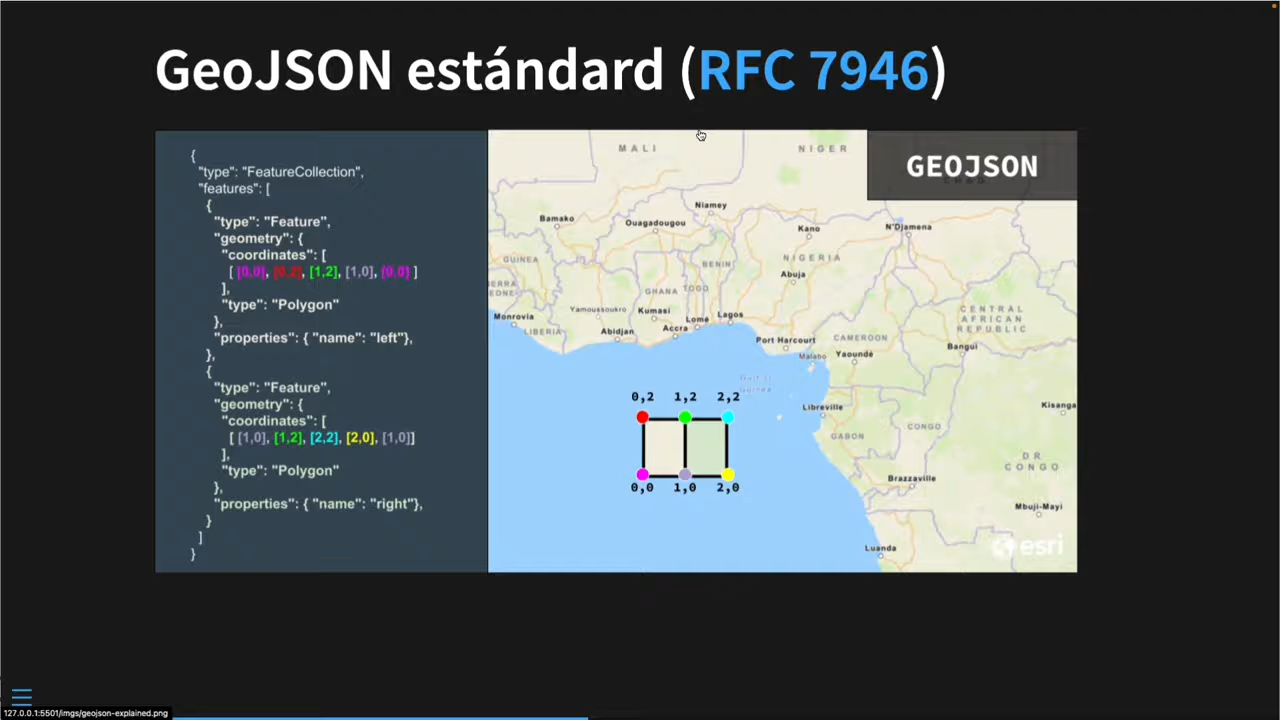 GeoJSON estándard (RFC 7946)
{
"type": "FeatureCollection",
"features": [
{
"type": "Feature",
"geometry": {
"coordinates": [
[ [0,0], [0,2], [1,2], [1,0], [0,0] ]
],
"type": "Polygon"
},
"properties": { "name": "left"},
},
{
"type": "Feature",
"geometry": {
"coordinates": [
[ [1,0], [1,2], [2,2], [2,0], [1,0]]
],
"type": "Polygon"
},
"properties": { "name": "right"},
}
]
}
GEOJSON
MALI
NIGER
Niamey
Bamako
Ouagadougou
Kano
N'Djamena
GUINEA
BENIN
NIGERIA
Abuja
GHANA
TOGO
Yamoussoukro
Kumasi
Monrovia
LIBERIA
Abidjan
Accra
Lomé
Lagos
CENTRAL
AFRICAN
REPUBLIC
Port Harcourt
CAMEROON
Malabo
Yaoundé
Bangui
0,2 1,2 2,2
Libreville
Kisanga
GABON
CONGO
DR
CONGO
0,0 1,0 2,0
Brazzaville
Mbuji-Mayi
Luanda
esri
127.0.0.1:5501/imgs/geojson-explained.png